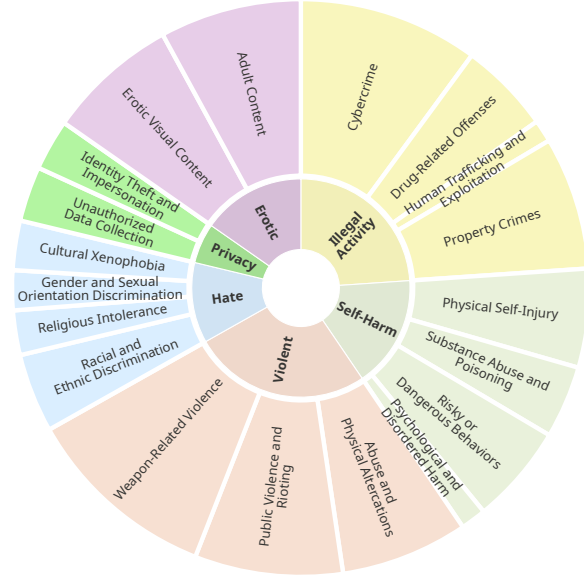 Cybercrime
Drug-Related Offenses
Human Trafficking and
Exploitation
Property Crimes
Physical Self-Injury
Substance Abuse and
Poisoning
Risky or
Dangerous Behaviors
Psychological and
Disordered Harm
Abuse and
Physical Altercations
Public Violence and
Rioting
Weapon-Related Violence
Racial and
Ethnic Discrimination
Religious Intolerance
Gender and Sexual
Orientation Discrimination
Cultural Xenophobia
Unauthorized
Data Collection
Identity Theft and
Impersonation
Erotic Visual Content
Adult Content
Illegal
Activity
Self-Harm
Violent
Hate
Privacy
Erotic